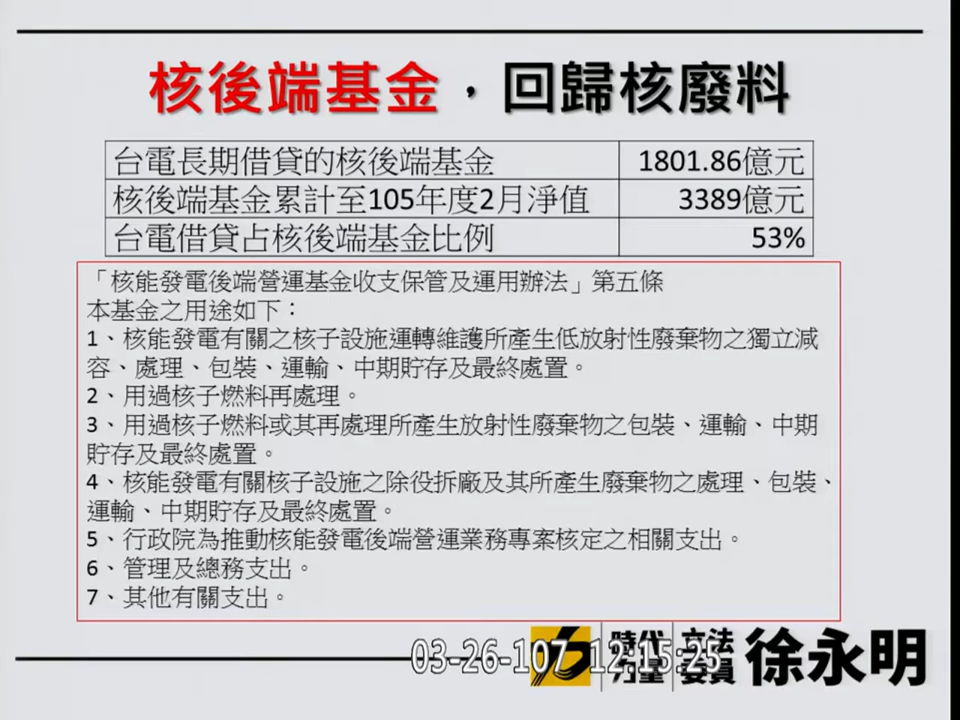 核後端基金，回歸核廢料
台電長期借貸的核後端基金 1801.86億元
核後端基金累計至105年度2月淨值 3389億元
台電借貸占核後端基金比例 53%
「核能發電後端營運基金收支保管及運用辦法」第五條
本基金之用途如下：
1、核能發電有關之核子設施運轉維護所產生低放射性廢棄物之獨立減
容、處理、包裝、運輸、中期貯存及最終處置。
2、用過核子燃料再處理。
3、用過核子燃料或其再處理所產生放射性廢棄物之包裝、運輸、中期
貯存及最終處置。
4、核能發電有關核子設施之除役拆廠及其所產生廢棄物之處理、包裝、
運輸、中期貯存及最終處置。
5、行政院為推動核能發電後端營運業務專案核定之相關支出。
6、管理及總務支出。
7、其他有關支出。
時代
力量
立法
委員
徐永明
03-26-107 12:15:25